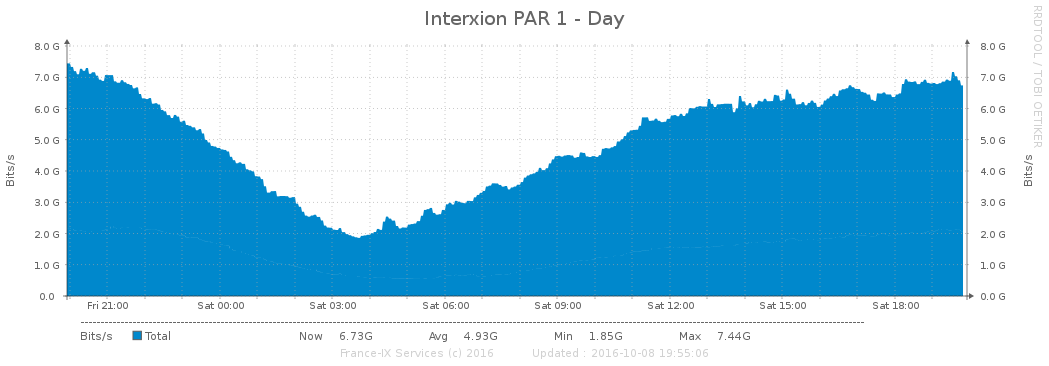 Interxion PAR 1 - Day
RRDTOOL / TOBI OETIKER
Bits/s
8.0 G 8.0 G
7.0 G 7.0 G
6.0 G 6.0 G
5.0 G 5.0 G
4.0 G 4.0 G
3.0 G 3.0 G
2.0 G 2.0 G
1.0 G 1.0 G
0.0 0.0 G
Bits/s
Fri 21:00 Sat 00:00 Sat 03:00 Sat 06:00 Sat 09:00 Sat 12:00 Sat 15:00 Sat 18:00
Bits/s Total Now 6.73G Avg 4.93G Min 1.85G Max 7.44G
France-IX Services (c) 2016 Updated : 2016-10-08 19:55:06